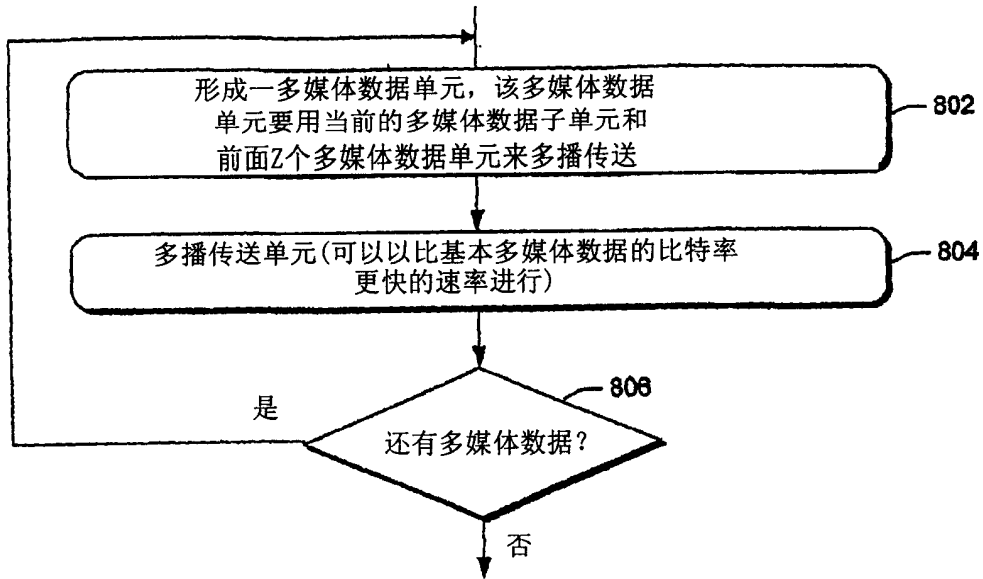 形成一多媒体数据单元，该多媒体数据
单元要用当前的多媒体数据子单元和
前面Z个多媒体数据单元来多播传送
802
多播传送单元(可以以比基本多媒体数据的比特率
更快的速率进行)
804
806
是
还有多媒体数据?
否